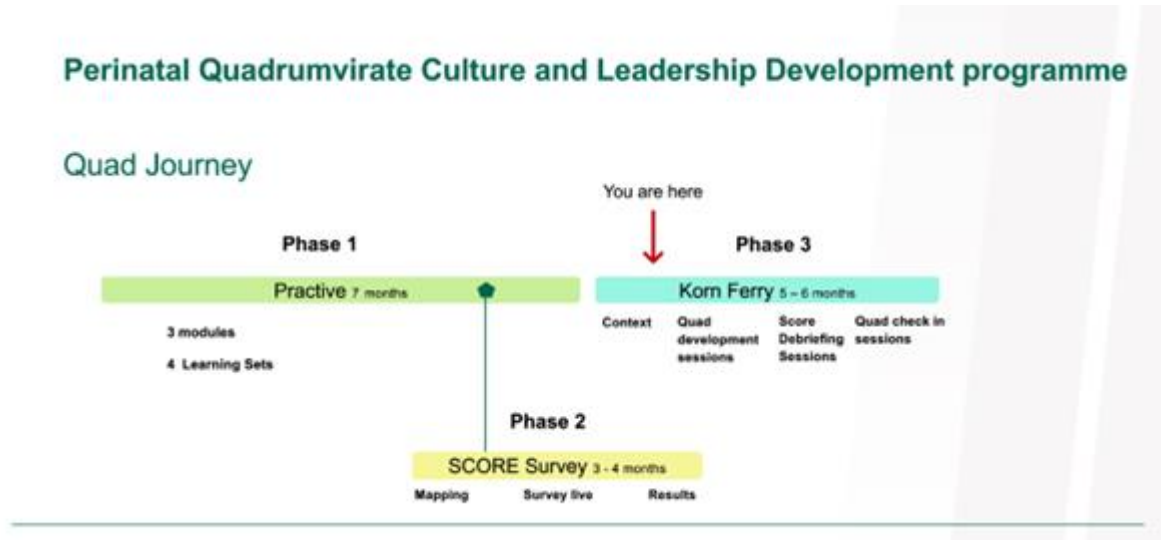 Perinatal Quadrumvirate Culture and Leadership Development programme
Quad Journey
You are here
Phase 1
Phase 3
Practive 7 months
Korn Ferry 5 – 6 months
3 modules
4 Learning Sets
Context
Quad
development
sessions
Score
Debriefing
Sessions
Quad check in
sessions
Phase 2
SCORE Survey 3 - 4 months
Mapping
Survey live
Results